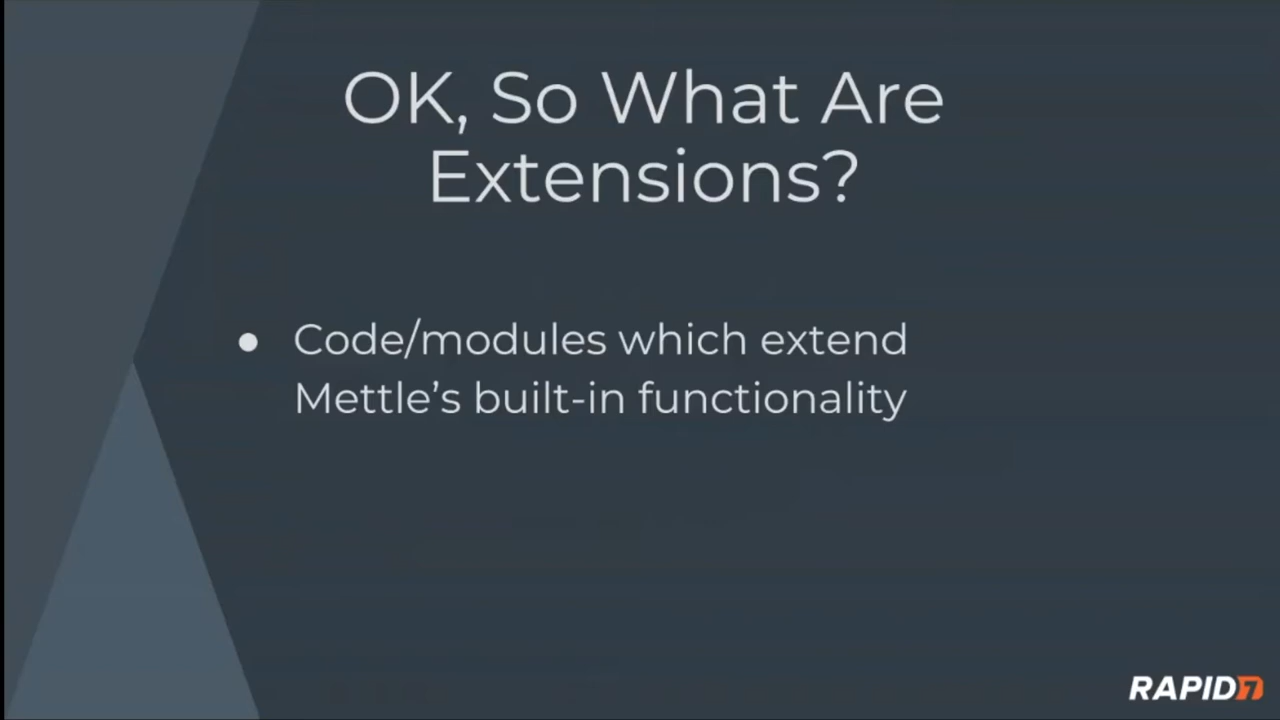 OK, So What Are
Extensions?
● Code/modules which extend
Mettle’s built-in functionality
RAPID7